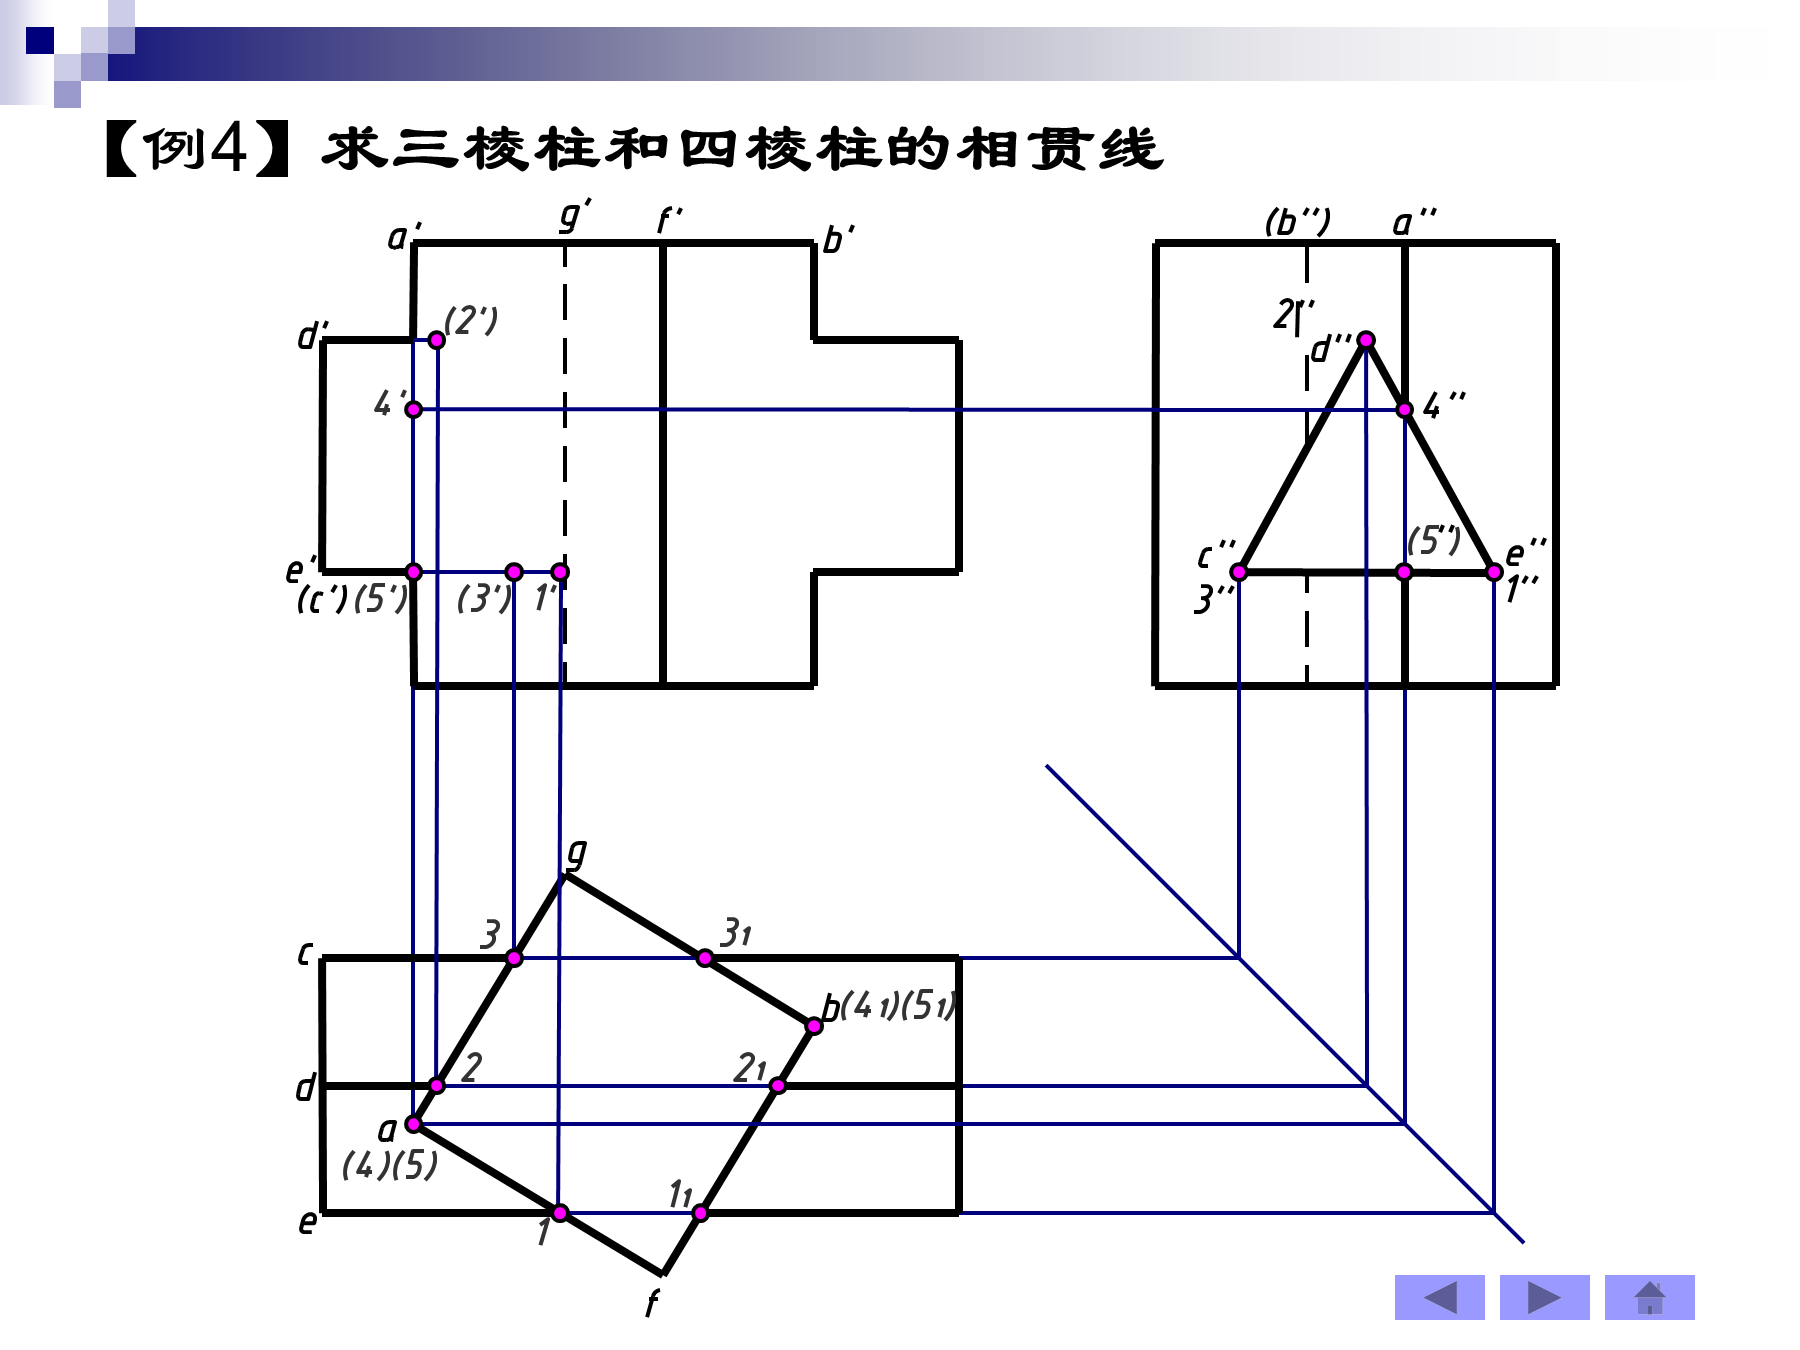 【例4】求三棱柱和四棱柱的相贯线
a' g' f' b' (b'') a''
d' (2') 2'' d''
4' 4''
e' (5'') c'' e''
(c') (5') (3') 1' 3'' 1''
g
c 3 3₁
b (4₁)(5₁)
d 2 2₁
a
(4)(5)
e 1 1₁
f